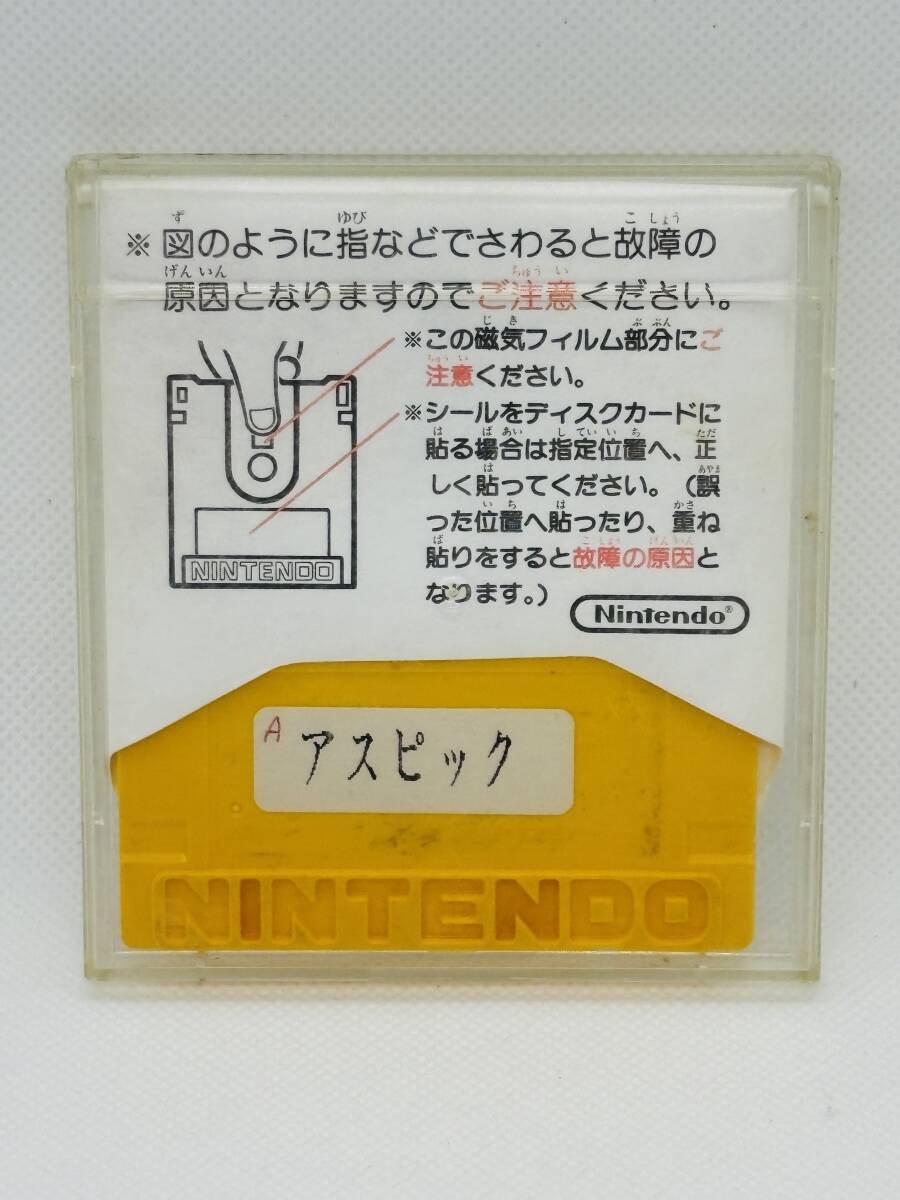 ※図のように指などでさわると故障の
原因となりますのでご注意ください。
※この磁気フィルム部分にご
注意ください。
※シールをディスクカードに
貼る場合は指定位置へ、正
しく貼ってください。(誤
った位置へ貼ったり、重ね
貼りをすると故障の原因と
なります。)
NINTENDO
Nintendo®
A アスピック
NINTENDO